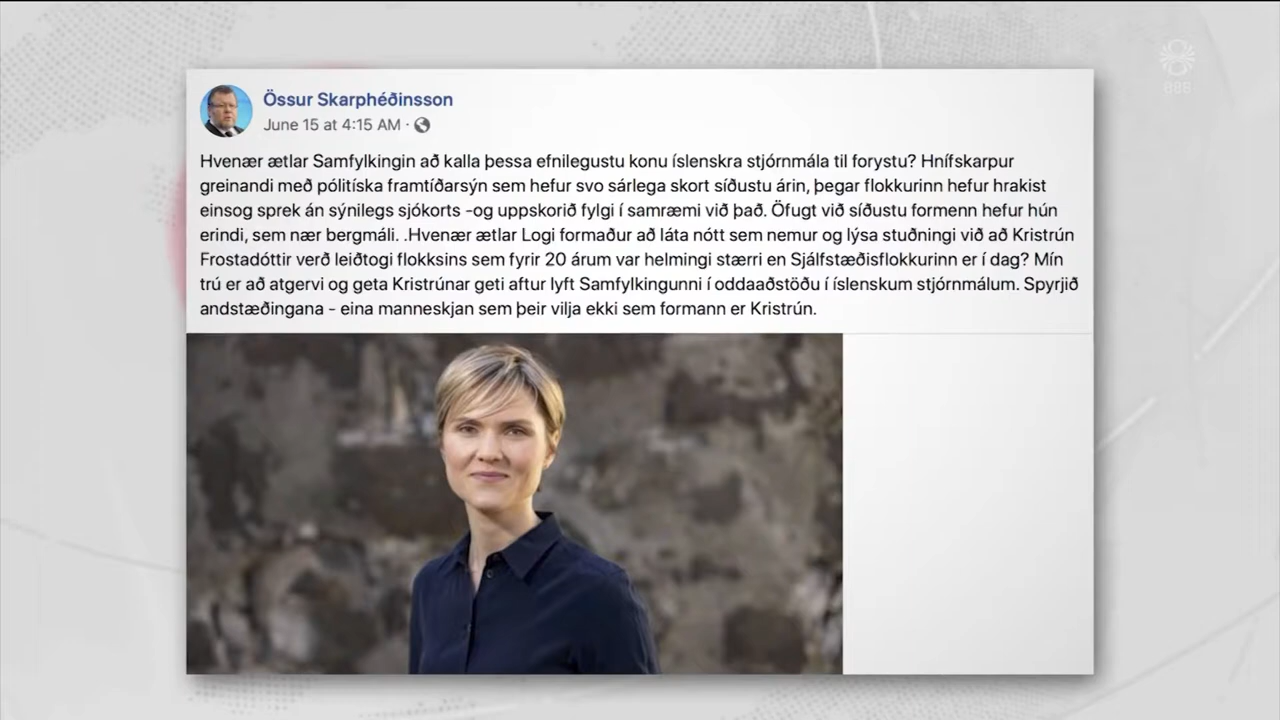 Össur Skarphéðinsson
June 15 at 4:15 AM ·
Hvenær ætlar Samfylkingin að kalla þessa efnilegustu konu íslenskra stjórnmála til forystu? Hnífskarpur
greinandi með pólitíska framtíðarsýn sem hefur svo sárlega skort síðustu árin, þegar flokkurinn hefur hrakist
einsog sprek án sýnilegs sjókorts -og uppskorið fylgi í samræmi við það. Öfugt við síðustu formenn hefur hún
erindi, sem nær bergmáli. .Hvenær ætlar Logi formaður að láta nótt sem nemur og lýsa stuðningi við að Kristrún
Frostadóttir verð leiðtogi flokksins sem fyrir 20 árum var helmingi stærri en Sjálfstæðisflokkurinn er í dag? Mín
trú er að atgervi og geta Kristrúnar geti aftur lyft Samfylkingunni í oddaaðstöðu í íslenskum stjórnmálum. Spyrjið
andstæðingana - eina manneskjan sem þeir vilja ekki sem formann er Kristrún.